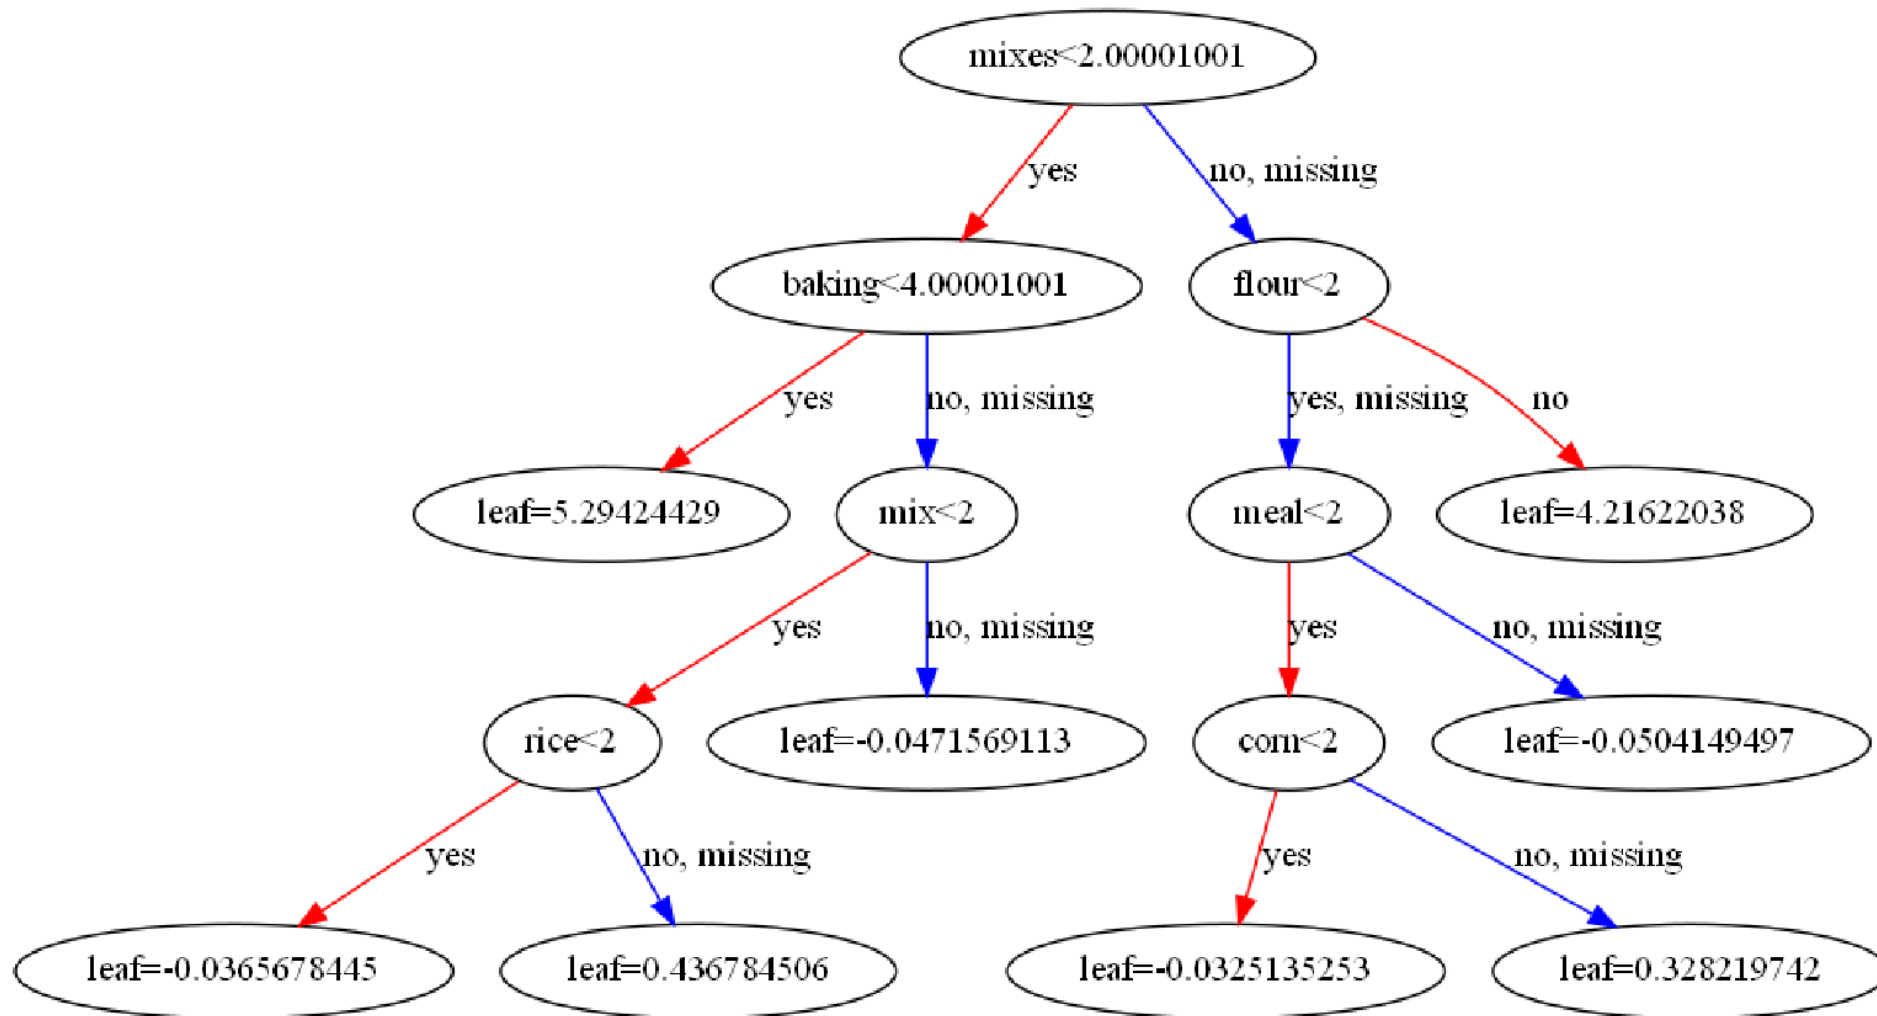 mixes<2.00001001
yes
no, missing
baking<4.00001001
flour<2
yes
no, missing
yes, missing
no
leaf=5.29424429
mix<2
meal<2
leaf=4.21622038
yes
no, missing
yes
no, missing
rice<2
leaf=-0.0471569113
corn<2
leaf=-0.0504149497
yes
no, missing
yes
no, missing
leaf=-0.0365678445
leaf=0.436784506
leaf=-0.0325135253
leaf=0.328219742